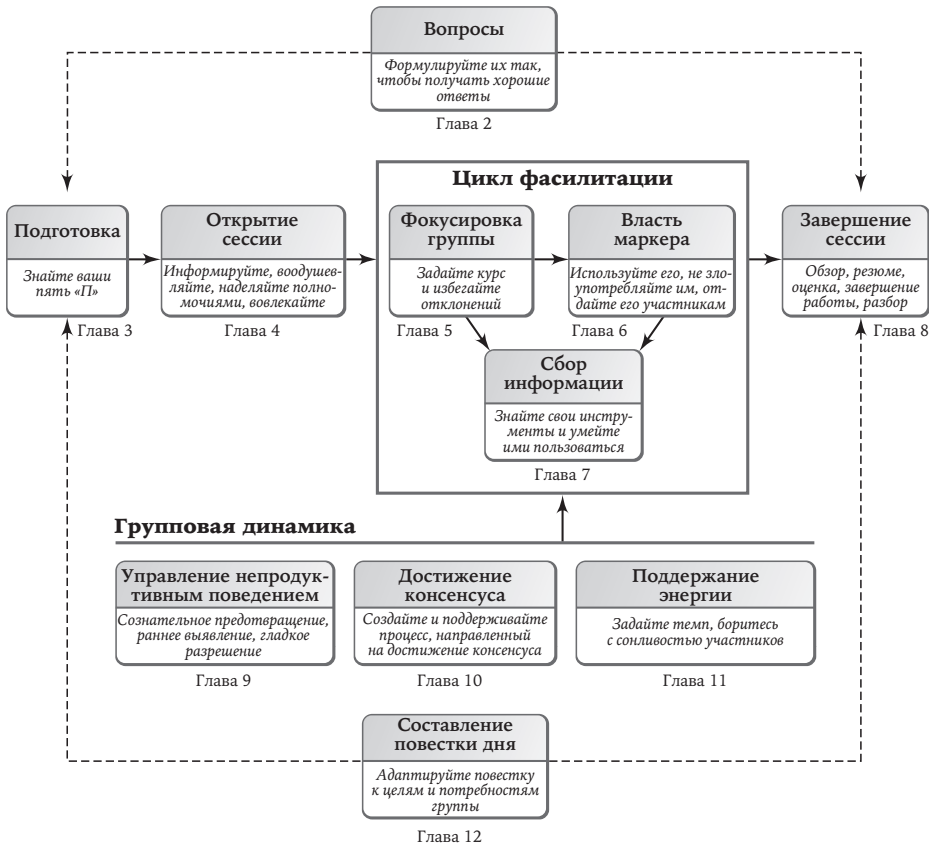 Вопросы
Формулируйте их так,
чтобы получать хорошие
ответы
Глава 2
Подготовка
Знайте ваши
пять «П»
Глава 3
Открытие
сессии
Информируйте, воодушев-
ляйте, наделяйте полно-
мочиями, вовлекайте
Глава 4
Цикл фасилитации
Фокусировка
группы
Задайте курс
и избегайте
отклонений
Глава 5
Власть
маркера
Используйте его, не зло-
употребляйте им, от-
дайте его участникам
Глава 6
Сбор
информации
Знайте свои инстру-
менты и умейте
ими пользоваться
Глава 7
Завершение
сессии
Обзор, резюме,
оценка, завершение
работы, разбор
Глава 8
Групповая динамика
Управление непродук-
тивным поведением
Сознательное предотвращение,
раннее выявление, гладкое
разрешение
Глава 9
Достижение
консенсуса
Создайте и поддерживайте
процесс, направленный
на достижение консенсуса
Глава 10
Поддержание
энергии
Задайте темп, боритесь
с сонливостью участников
Глава 11
Составление
повестки дня
Адаптируйте повестку
к целям и потребностям
группы
Глава 12